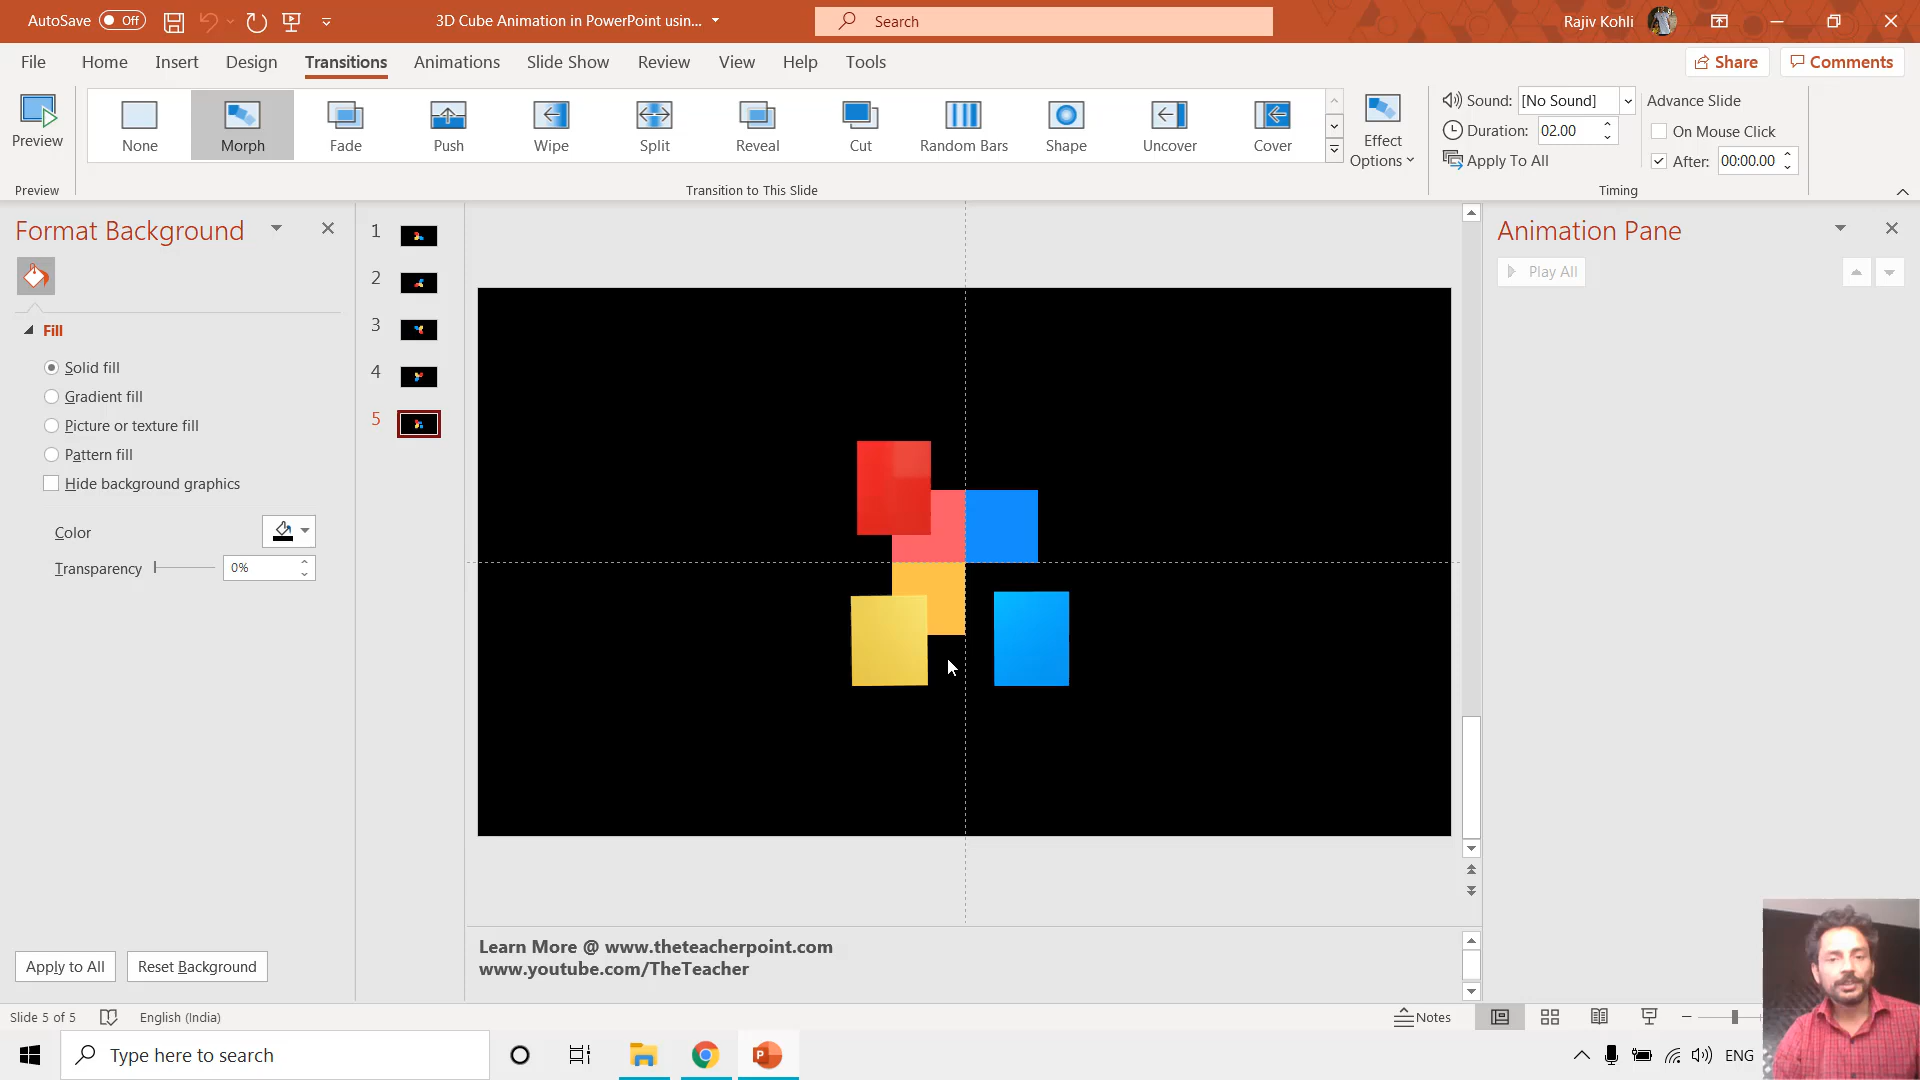 AutoSave Off 3D Cube Animation in PowerPoint usin... Search Rajiv Kohli
File Home Insert Design Transitions Animations Slide Show Review View Help Tools Share Comments
Preview None Morph Fade Push Wipe Split Reveal Cut Random Bars Shape Uncover Cover Effect Options
Sound: [No Sound] Advance Slide
Duration: 02.00 On Mouse Click
Apply To All After: 00:00.00
Preview Transition to This Slide Timing
Format Background
Fill
Solid fill
Gradient fill
Picture or texture fill
Pattern fill
Hide background graphics
Color
Transparency 0%
Apply to All Reset Background
1
2
3
4
5
Animation Pane
Play All
Learn More @ www.theteacherpoint.com
www.youtube.com/TheTeacher
Slide 5 of 5 English (India) Notes
Type here to search P ENG